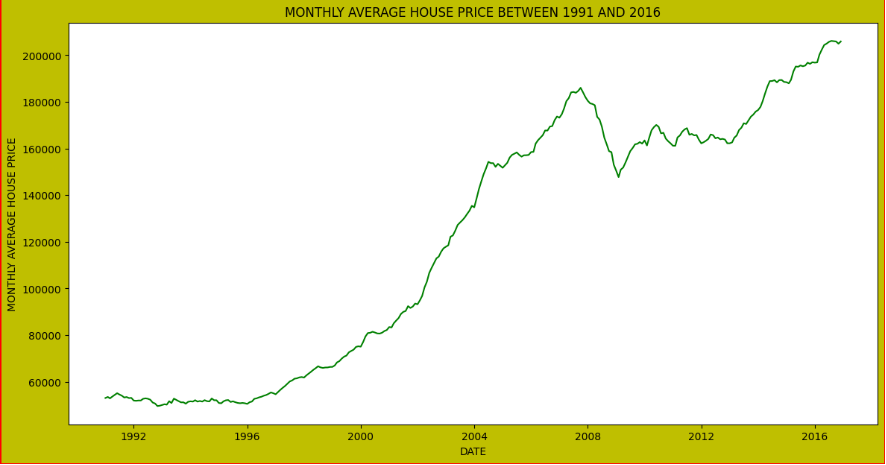 MONTHLY AVERAGE HOUSE PRICE BETWEEN 1991 AND 2016
MONTHLY AVERAGE HOUSE PRICE
200000
180000
160000
140000
120000
100000
80000
60000
1992 1996 2000 2004 2008 2012 2016
DATE